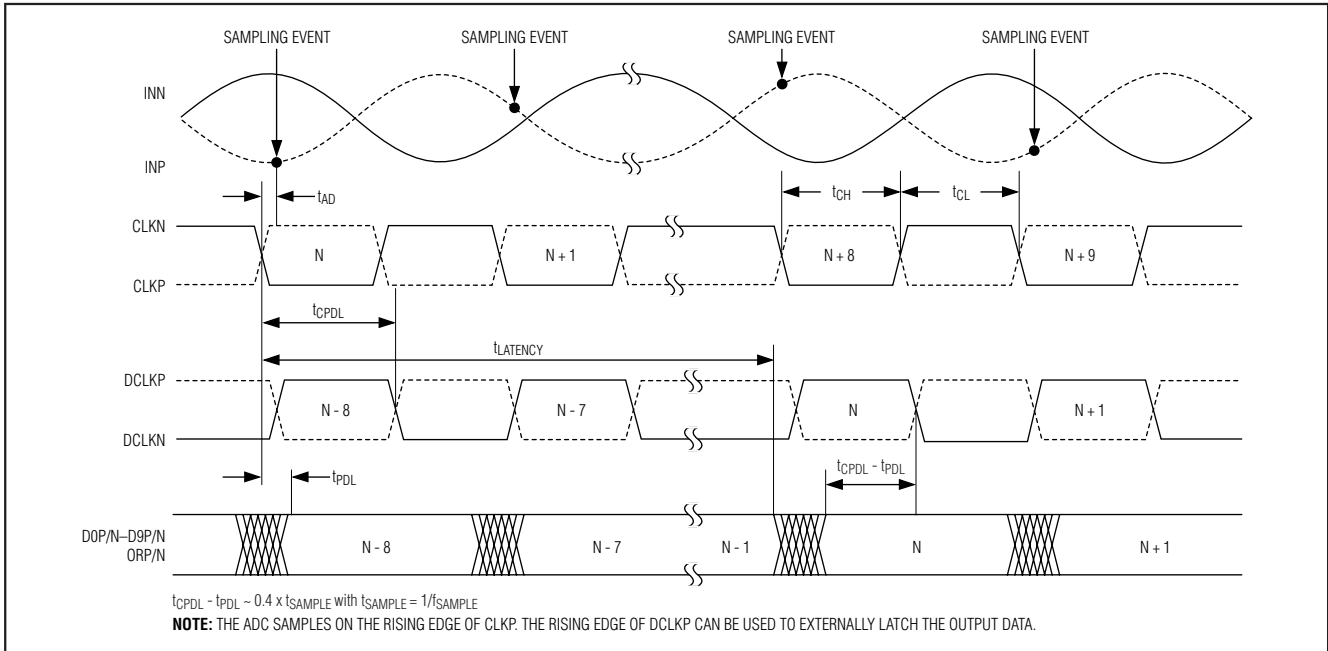 SAMPLING EVENT SAMPLING EVENT SAMPLING EVENT SAMPLING EVENT
INN
INP
tAD tCH tCL
CLKN
N N + 1 N + 8 N + 9
CLKP
tCPDL
tLATENCY
DCLKP
N - 8 N - 7 N N + 1
DCLKN
tPDL tCPDL - tPDL
D0P/N–D9P/N
ORP/N
N - 8 N - 7 N - 1 N N + 1
tCPDL - tPDL ~ 0.4 x tSAMPLE with tSAMPLE = 1/fSAMPLE
NOTE: THE ADC SAMPLES ON THE RISING EDGE OF CLKP. THE RISING EDGE OF DCLKP CAN BE USED TO EXTERNALLY LATCH THE OUTPUT DATA.